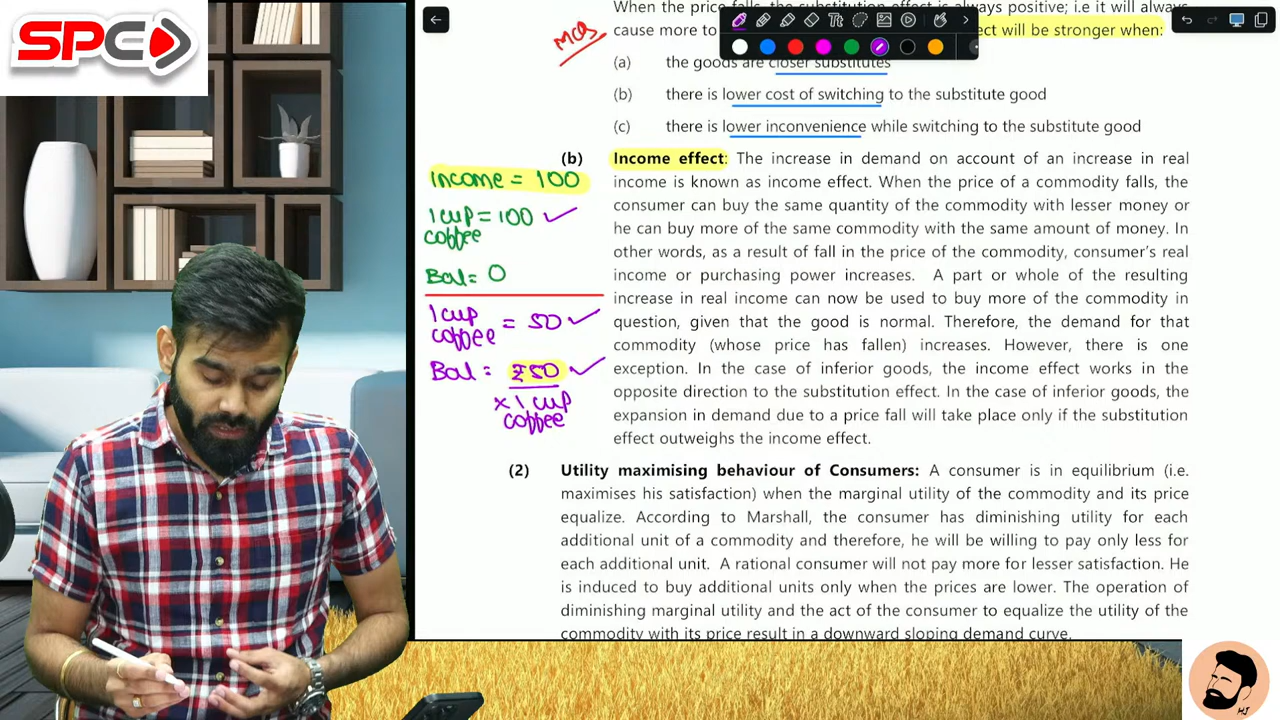 SPC
When the price falls, the substitution effect is always positive; i.e it will always
cause more to
ect will be stronger when:
MCQs
(a) the goods are closer substitutes
(b) there is lower cost of switching to the substitute good
(c) there is lower inconvenience while switching to the substitute good
(b) Income effect: The increase in demand on account of an increase in real
income is known as income effect. When the price of a commodity falls, the
consumer can buy the same quantity of the commodity with lesser money or
he can buy more of the same commodity with the same amount of money. In
other words, as a result of fall in the price of the commodity, consumer's real
income or purchasing power increases. A part or whole of the resulting
increase in real income can now be used to buy more of the commodity in
question, given that the good is normal. Therefore, the demand for that
commodity (whose price has fallen) increases. However, there is one
exception. In the case of inferior goods, the income effect works in the
opposite direction to the substitution effect. In the case of inferior goods, the
expansion in demand due to a price fall will take place only if the substitution
effect outweighs the income effect.
Income = 100
1 cup = 100
coffee
Bal = 0
1 cup
coffee = 50
Bal = ₹50
x 1 cup
coffee
(2) Utility maximising behaviour of Consumers: A consumer is in equilibrium (i.e.
maximises his satisfaction) when the marginal utility of the commodity and its price
equalize. According to Marshall, the consumer has diminishing utility for each
additional unit of a commodity and therefore, he will be willing to pay only less for
each additional unit. A rational consumer will not pay more for lesser satisfaction. He
is induced to buy additional units only when the prices are lower. The operation of
diminishing marginal utility and the act of the consumer to equalize the utility of the
commodity with its price result in a downward sloping demand curve.
HJ